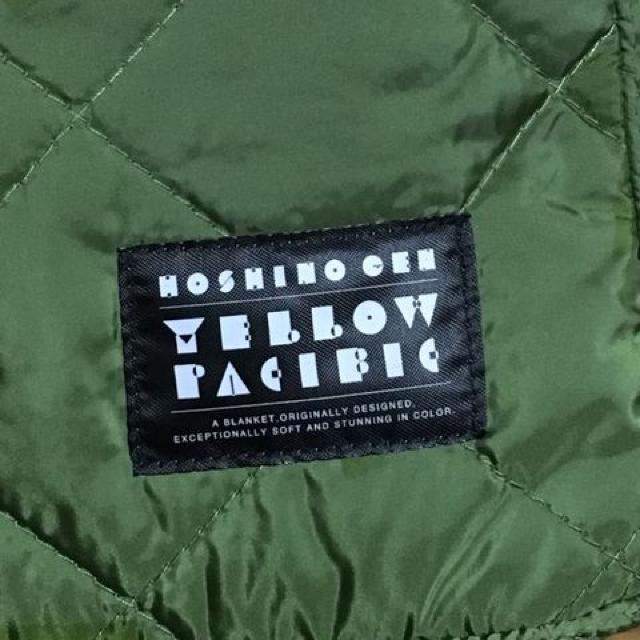 HOSHINO GEN
YELLOW
PACIFIC
A BLANKET, ORIGINALLY DESIGNED,
EXCEPTIONALLY SOFT AND STUNNING IN COLOR.